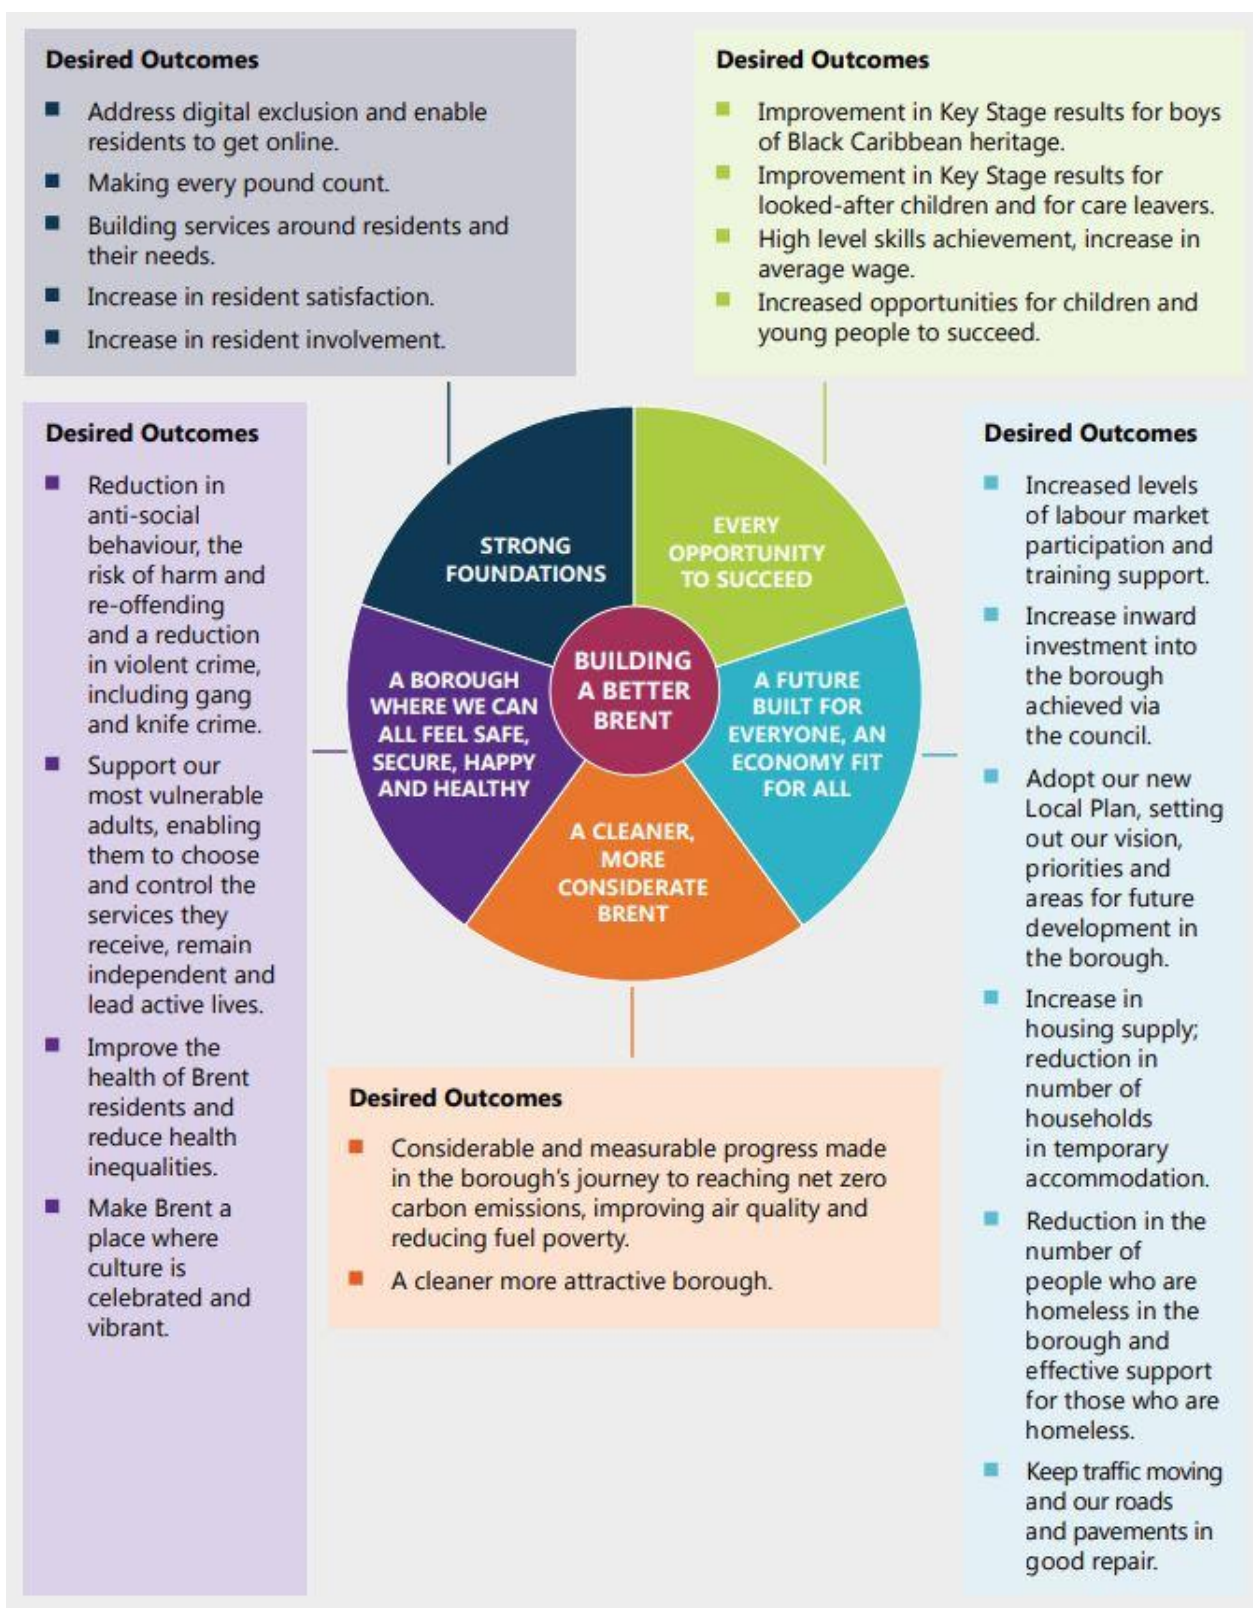 Desired Outcomes
Address digital exclusion and enable
residents to get online.
Making every pound count.
Building services around residents and
their needs.
Increase in resident satisfaction.
Increase in resident involvement.
Desired Outcomes
Improvement in Key Stage results for boys
of Black Caribbean heritage.
Improvement in Key Stage results for
looked-after children and for care leavers.
High level skills achievement, increase in
average wage.
Increased opportunities for children and
young people to succeed.
Desired Outcomes
Reduction in
anti-social
behaviour, the
risk of harm and
re-offending
and a reduction
in violent crime,
including gang
and knife crime.
Support our
most vulnerable
adults, enabling
them to choose
and control the
services they
receive, remain
independent and
lead active lives.
Improve the
health of Brent
residents and
reduce health
inequalities.
Make Brent a
place where
culture is
celebrated and
vibrant.
STRONG
FOUNDATIONS
EVERY
OPPORTUNITY
TO SUCCEED
BUILDING
A BETTER
BRENT
A BOROUGH
WHERE WE CAN
ALL FEEL SAFE,
SECURE, HAPPY
AND HEALTHY
A FUTURE
BUILT FOR
EVERYONE, AN
ECONOMY FIT
FOR ALL
A CLEANER,
MORE
CONSIDERATE
BRENT
Desired Outcomes
Considerable and measurable progress made
in the borough's journey to reaching net zero
carbon emissions, improving air quality and
reducing fuel poverty.
A cleaner more attractive borough.
Desired Outcomes
Increased levels
of labour market
participation and
training support.
Increase inward
investment into
the borough
achieved via
the council.
Adopt our new
Local Plan, setting
out our vision,
priorities and
areas for future
development in
the borough.
Increase in
housing supply;
reduction in
number of
households
in temporary
accommodation.
Reduction in the
number of
people who are
homeless in the
borough and
effective support
for those who are
homeless.
Keep traffic moving
and our roads
and pavements in
good repair.